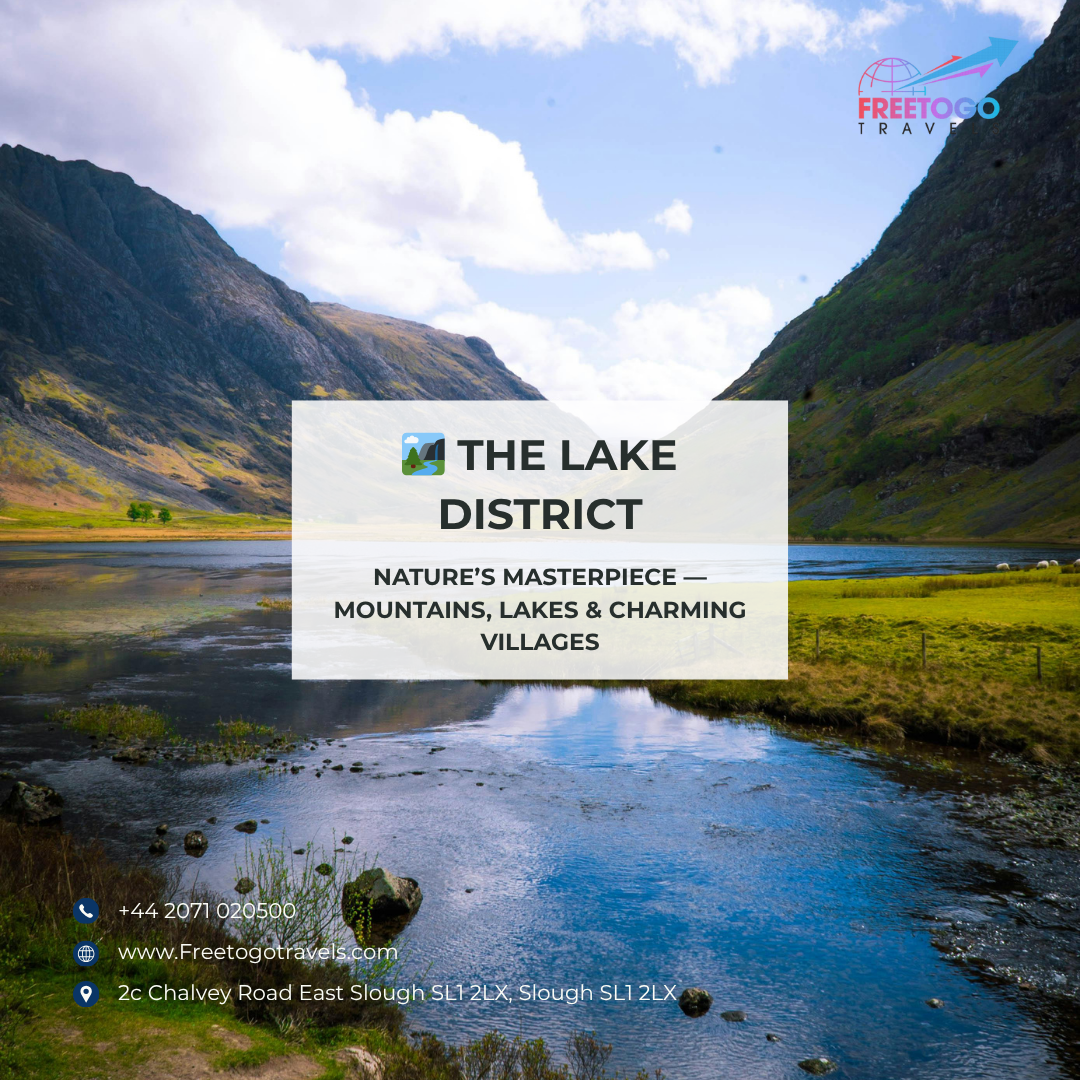 FREETOGO
TRAVEL
🏞️ THE LAKE
DISTRICT
NATURE’S MASTERPIECE —
MOUNTAINS, LAKES & CHARMING
VILLAGES
+44 2071 020500
www.Freetogotravels.com
2c Chalvey Road East Slough SL1 2LX, Slough SL1 2LX